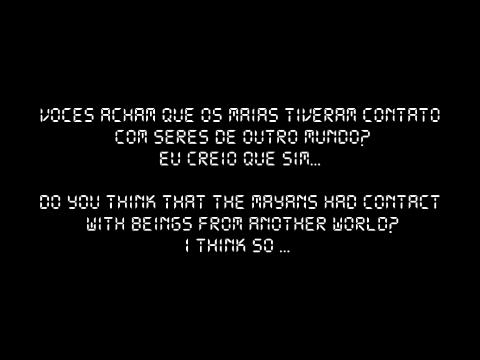 VOCES ACHAM QUE OS MAIAS TIVERAM CONTATO
COM SERES DE OUTRO MUNDO?
EU CREIO QUE SIM...
DO YOU THINK THAT THE MAYANS HAD CONTACT
WITH BEINGS FROM ANOTHER WORLD?
I THINK SO ...